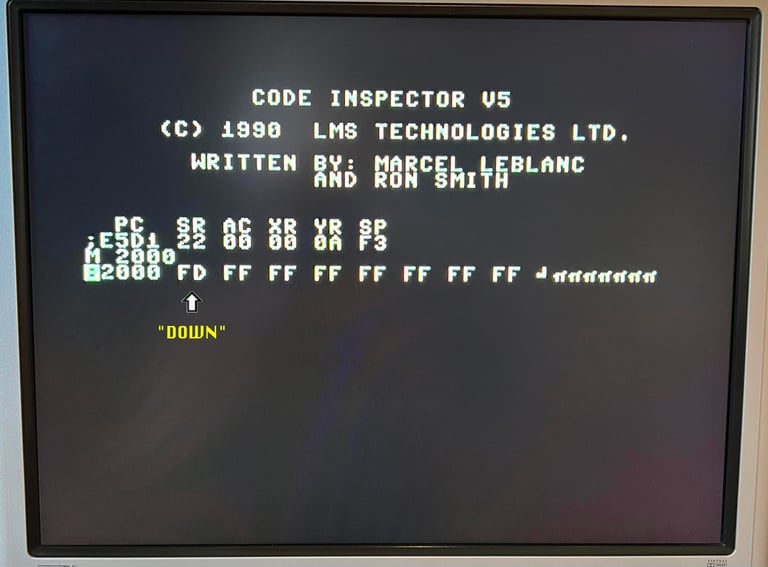 CODE INSPECTOR V5
(C) 1990 LMS TECHNOLOGIES LTD.
WRITTEN BY: MARCEL LEBLANC
AND RON SMITH
PC SR AC XR YR SP
;E5D1 22 00 00 0A F3
M 2000
:2000 FD FF FF FF FF FF FF FF
"DOWN"